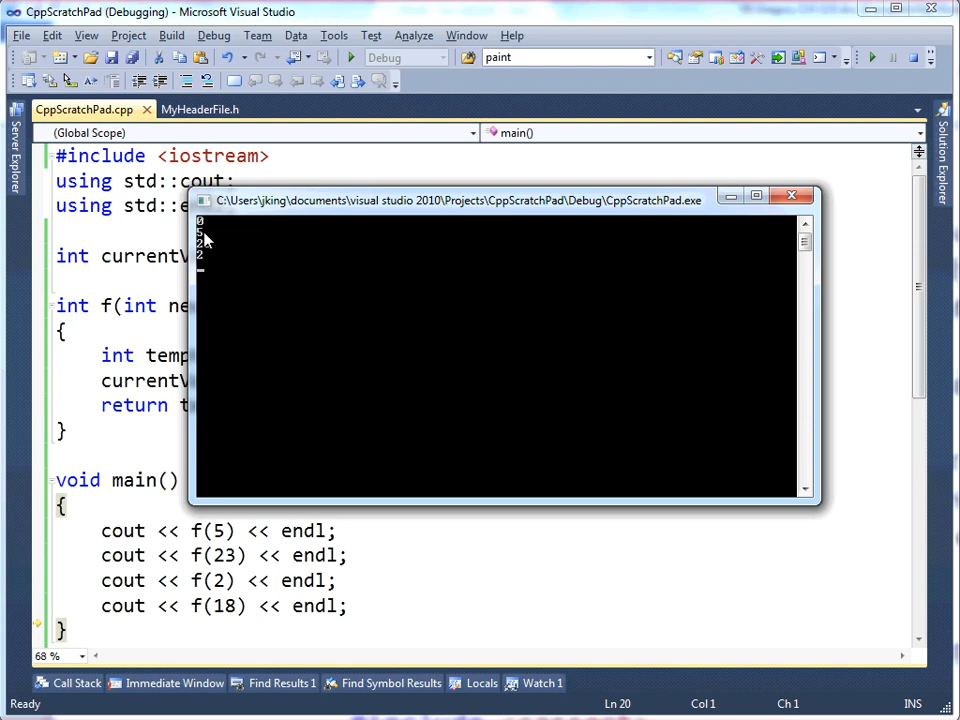 CppScratchPad (Debugging) - Microsoft Visual Studio
File Edit View Project Build Debug Team Data Tools Test Analyze Window Help
Debug paint
CppScratchPad.cpp MyHeaderFile.h
(Global Scope) main()
Server Explorer
Solution Explorer
#include <iostream>
using std::cout;
using std::e
C:\Users\jking\documents\visual studio 2010\Projects\CppScratchPad\Debug\CppScratchPad.exe
0
5
2
2
int currentV
int f(int ne
{
int temp
currentV
return t
}
void main()
{
cout << f(5) << endl;
cout << f(23) << endl;
cout << f(2) << endl;
cout << f(18) << endl;
}
68 %
Call Stack Immediate Window Find Results 1 Find Symbol Results Locals Watch 1
Ready Ln 20 Col 1 Ch 1 INS